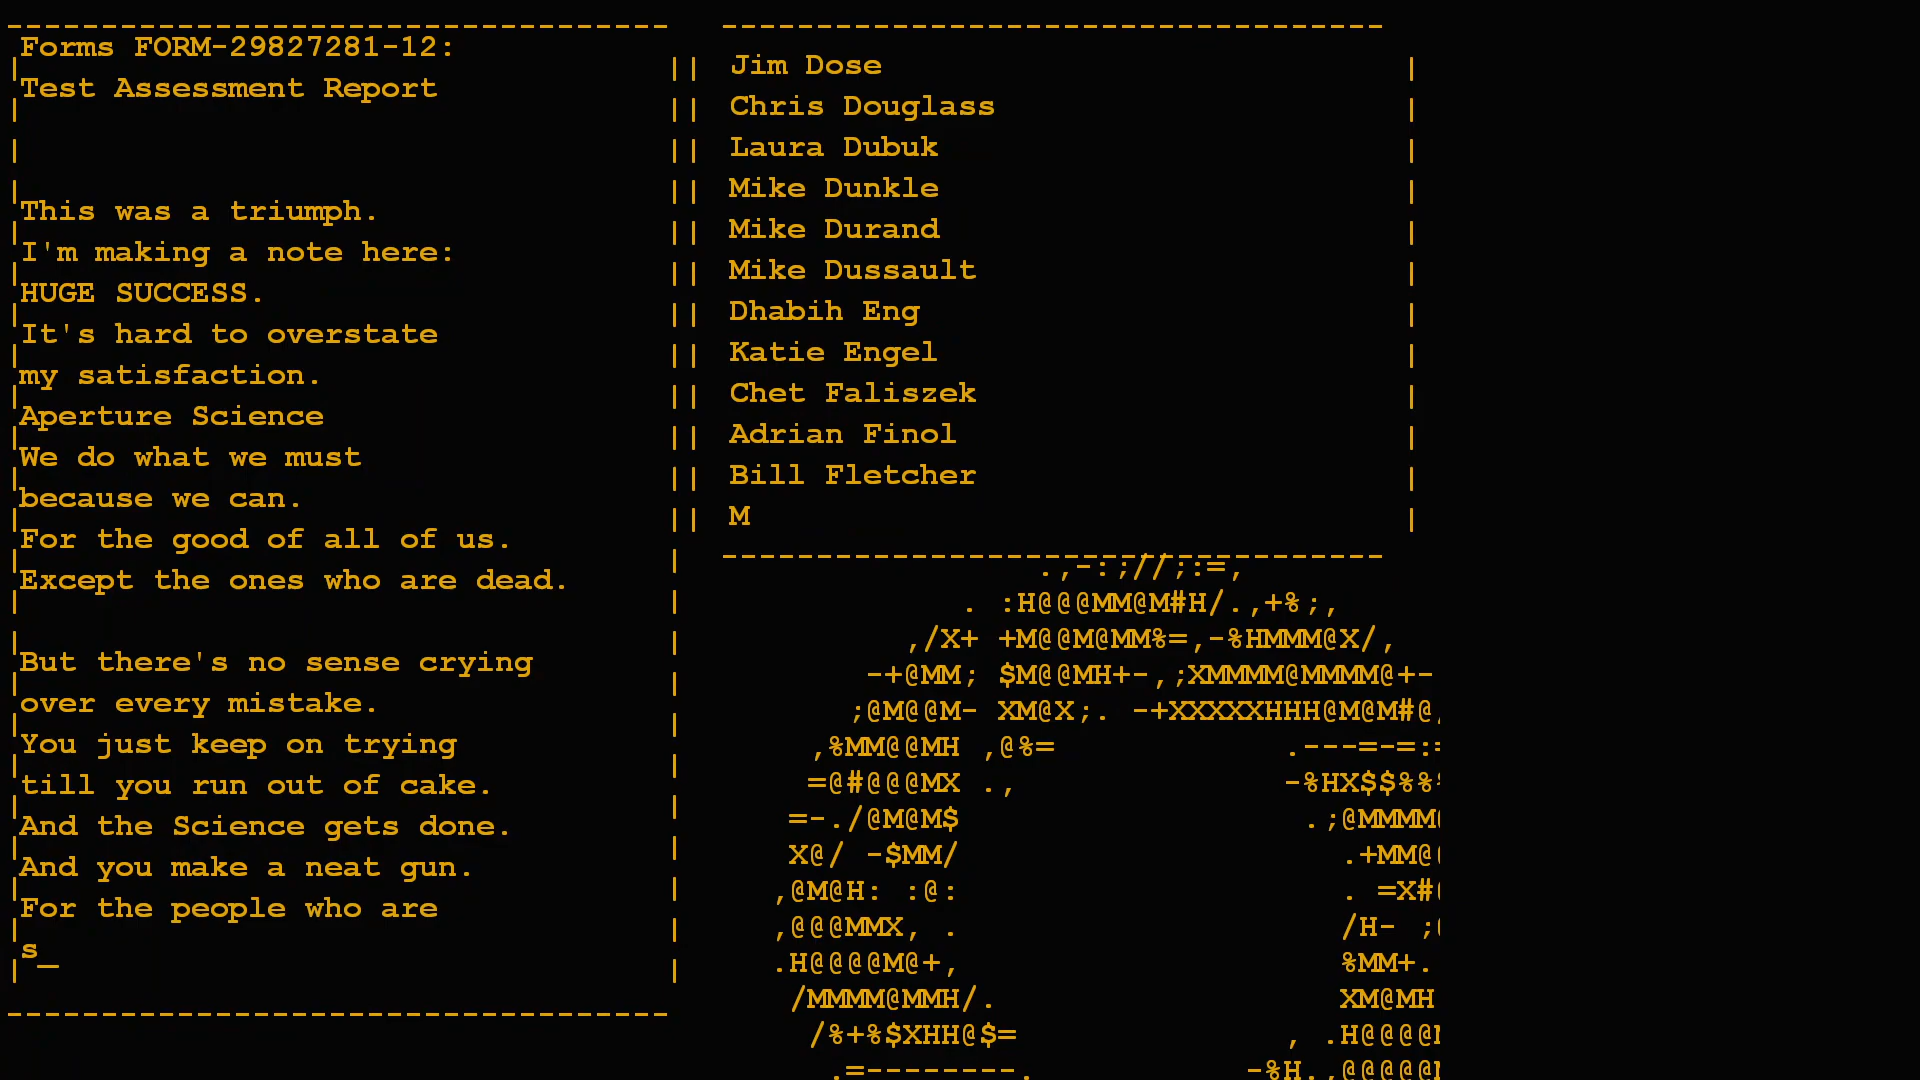 Forms FORM-29827281-12:
Test Assessment Report
This was a triumph.
I'm making a note here:
HUGE SUCCESS.
It's hard to overstate
my satisfaction.
Aperture Science
We do what we must
because we can.
For the good of all of us.
Except the ones who are dead.
But there's no sense crying
over every mistake.
You just keep on trying
till you run out of cake.
And the Science gets done.
And you make a neat gun.
For the people who are
s_
Jim Dose
Chris Douglass
Laura Dubuk
Mike Dunkle
Mike Durand
Mike Dussault
Dhabih Eng
Katie Engel
Chet Faliszek
Adrian Finol
Bill Fletcher
M